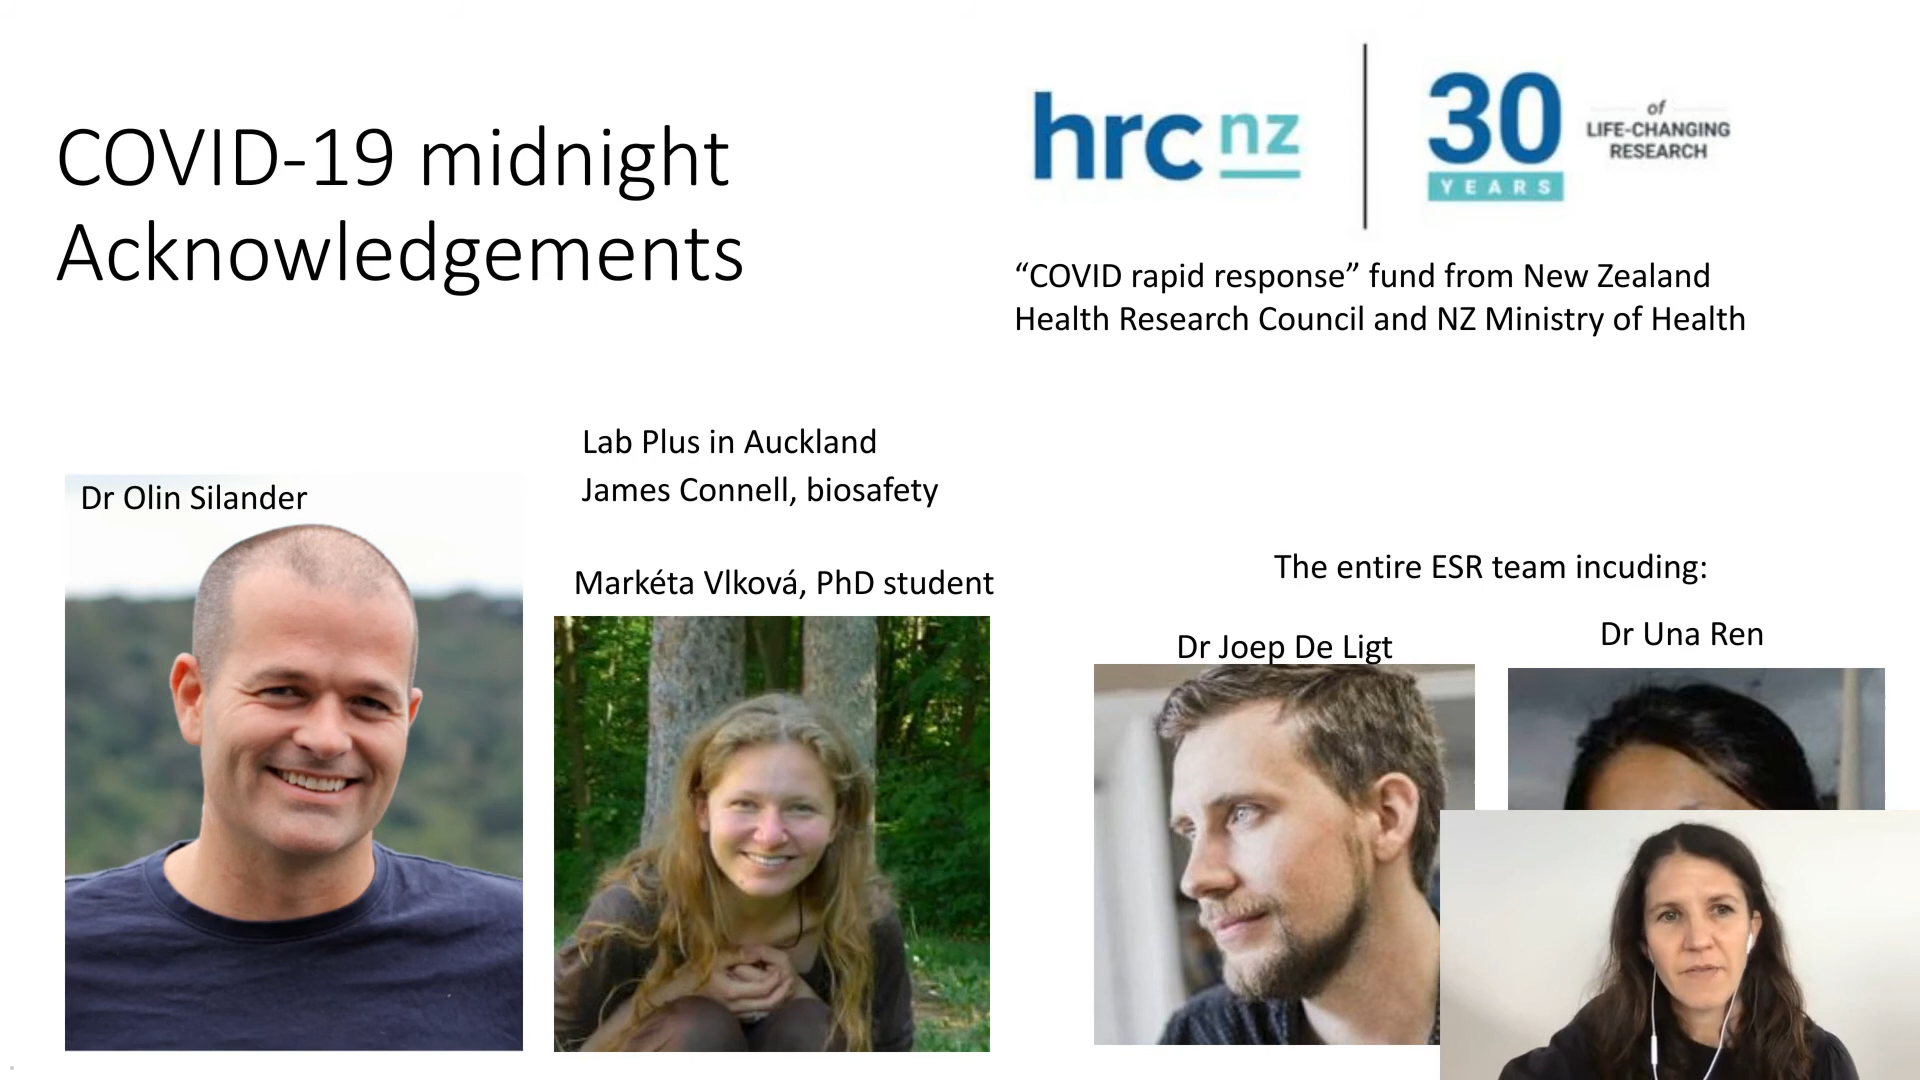 COVID-19 midnight
Acknowledgements
hrc nz
30
YEARS
of
LIFE-CHANGING
RESEARCH
“COVID rapid response” fund from New Zealand
Health Research Council and NZ Ministry of Health
Lab Plus in Auckland
James Connell, biosafety
Dr Olin Silander
Markéta Vlková, PhD student
The entire ESR team incuding:
Dr Joep De Ligt
Dr Una Ren